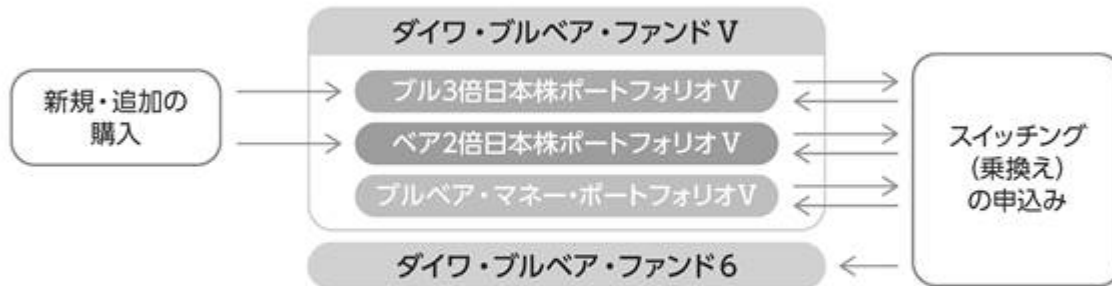 ダイワ・ブルベア・ファンドⅤ
新規・追加の
購入
ブル3倍日本株ポートフォリオⅤ
ベア2倍日本株ポートフォリオⅤ
ブルベア・マネー・ポートフォリオⅤ
スイッチング
(乗換え)
の申込み
ダイワ・ブルベア・ファンド6